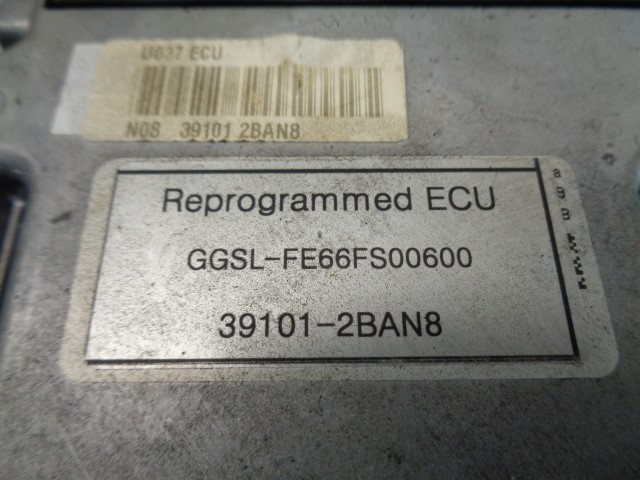 U037 ECU
N08 39101 2BAN8
Reprogrammed ECU
GGSL-FE66FS00600
39101-2BAN8